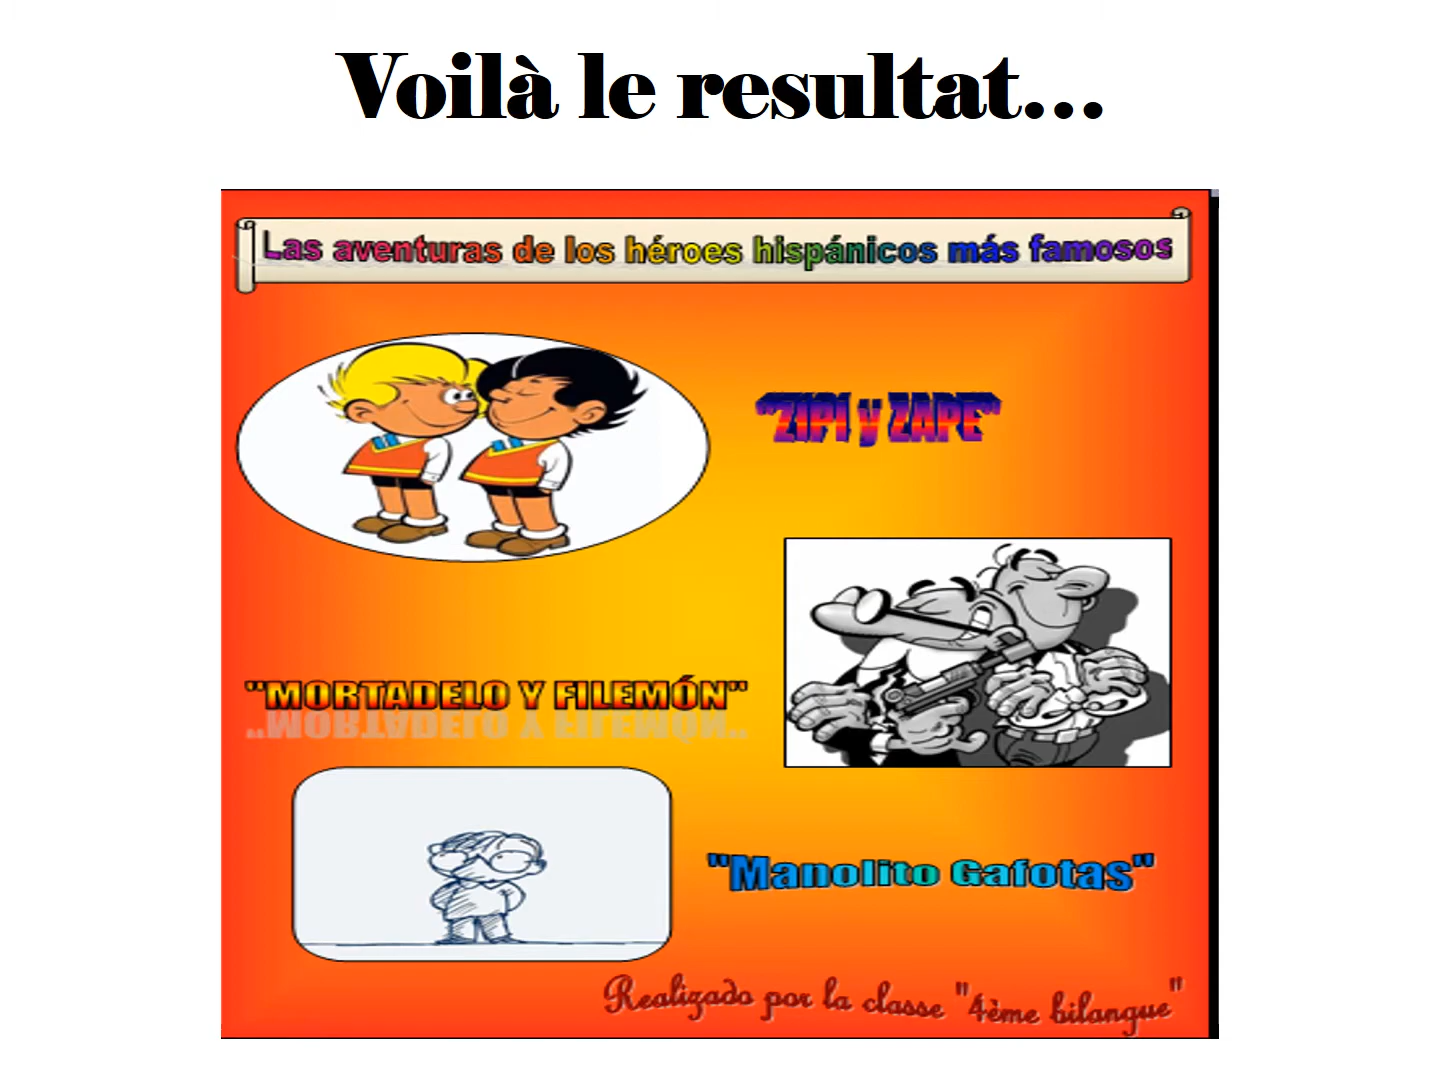 Voilà le resultat...
Las aventuras de los héroes hispánicos más famosos
"ZIPI y ZAPE"
"MORTADELO Y FILEMÓN"
"Manolito Gafotas"
Realizado por la classe "4ème bilangue"